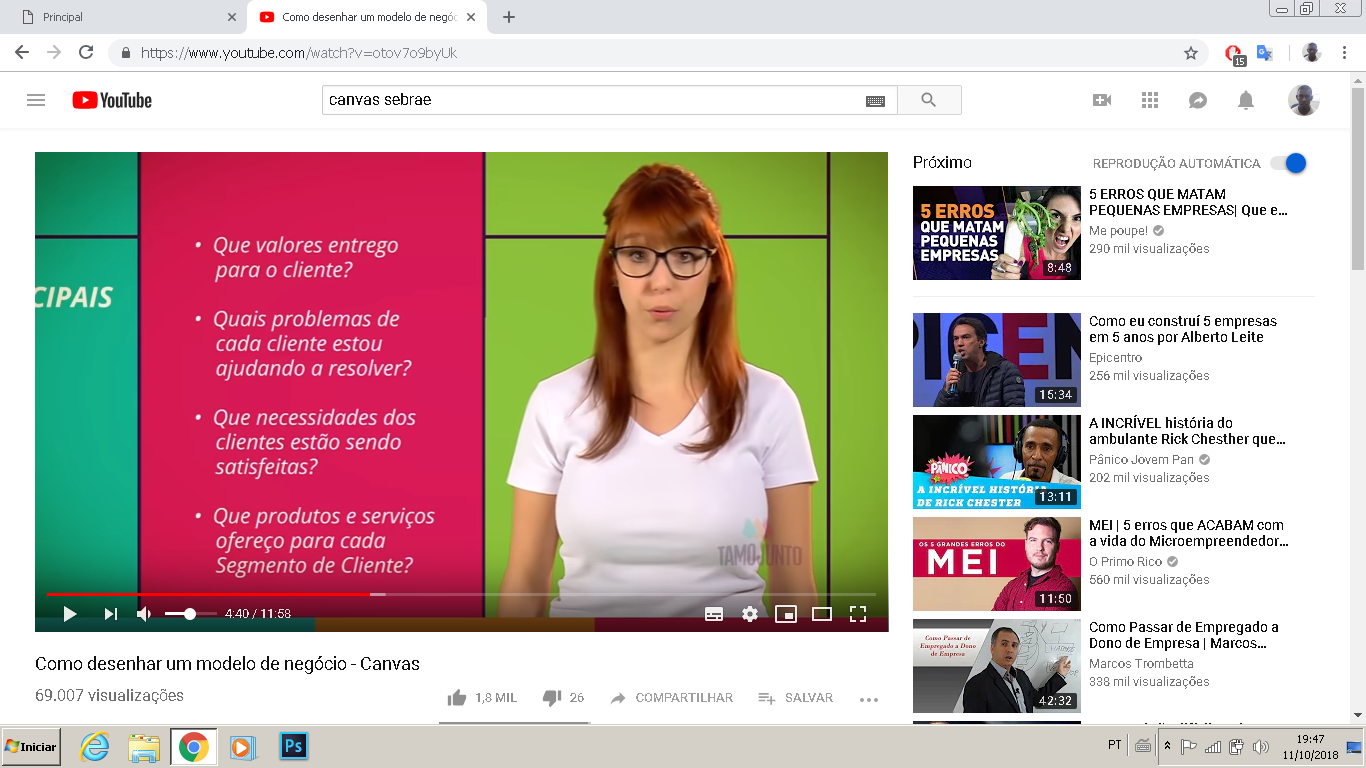 Principal
Como desenhar um modelo de negóc
https://www.youtube.com/watch?v=otov7o9byUk
15
YouTube
canvas sebrae
CIPAIS
• Que valores entrego
para o cliente?
• Quais problemas de
cada cliente estou
ajudando a resolver?
• Que necessidades dos
clientes estão sendo
satisfeitas?
• Que produtos e serviços
ofereço para cada
Segmento de Cliente?
TAMOJUNTO
4:40 / 11:58
Como desenhar um modelo de negócio - Canvas
69.007 visualizações
1,8 MIL
26
COMPARTILHAR
SALVAR
Próximo
REPRODUÇÃO AUTOMÁTICA
5 ERROS
QUE MATAM
PEQUENAS
EMPRESAS
8:48
5 ERROS QUE MATAM
PEQUENAS EMPRESAS| Que e...
Me poupe!
290 mil visualizações
EPICEN
15:34
Como eu construí 5 empresas
em 5 anos por Alberto Leite
Epicentro
256 mil visualizações
PÂNICO
A INCRÍVEL HISTÓRIA
DE RICK CHESTER
13:11
A INCRÍVEL história do
ambulante Rick Chesther que...
Pânico Jovem Pan
202 mil visualizações
OS 5 GRANDES ERROS DO
MEI
11:50
MEI | 5 erros que ACABAM com
a vida do Microempreendedor...
O Primo Rico
560 mil visualizações
Como Passar de
Empregado a Dono
de Empresa
42:32
Como Passar de Empregado a
Dono de Empresa | Marcos...
Marcos Trombetta
338 mil visualizações
Iniciar
Ps
PT
19:47
11/10/2018